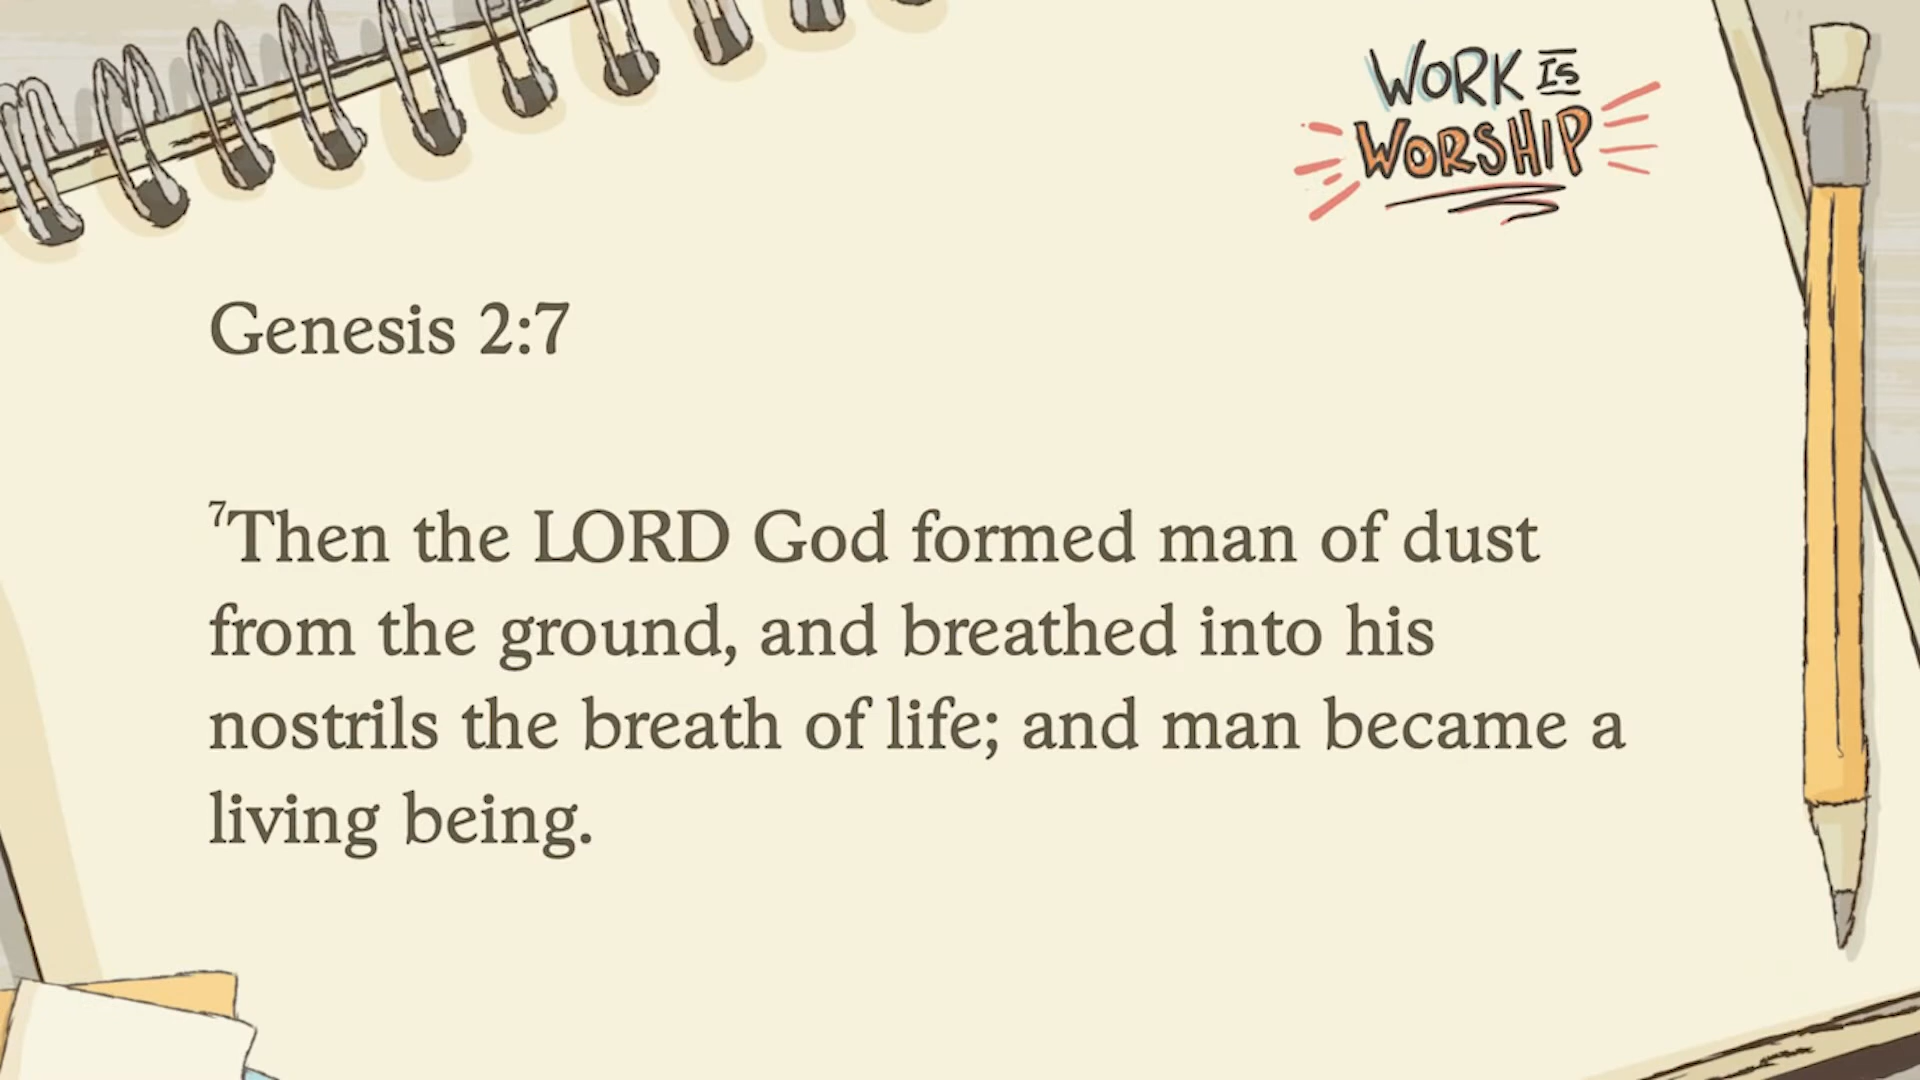 WORK IS
WORSHIP
Genesis 2:7
⁷Then the LORD God formed man of dust
from the ground, and breathed into his
nostrils the breath of life; and man became a
living being.